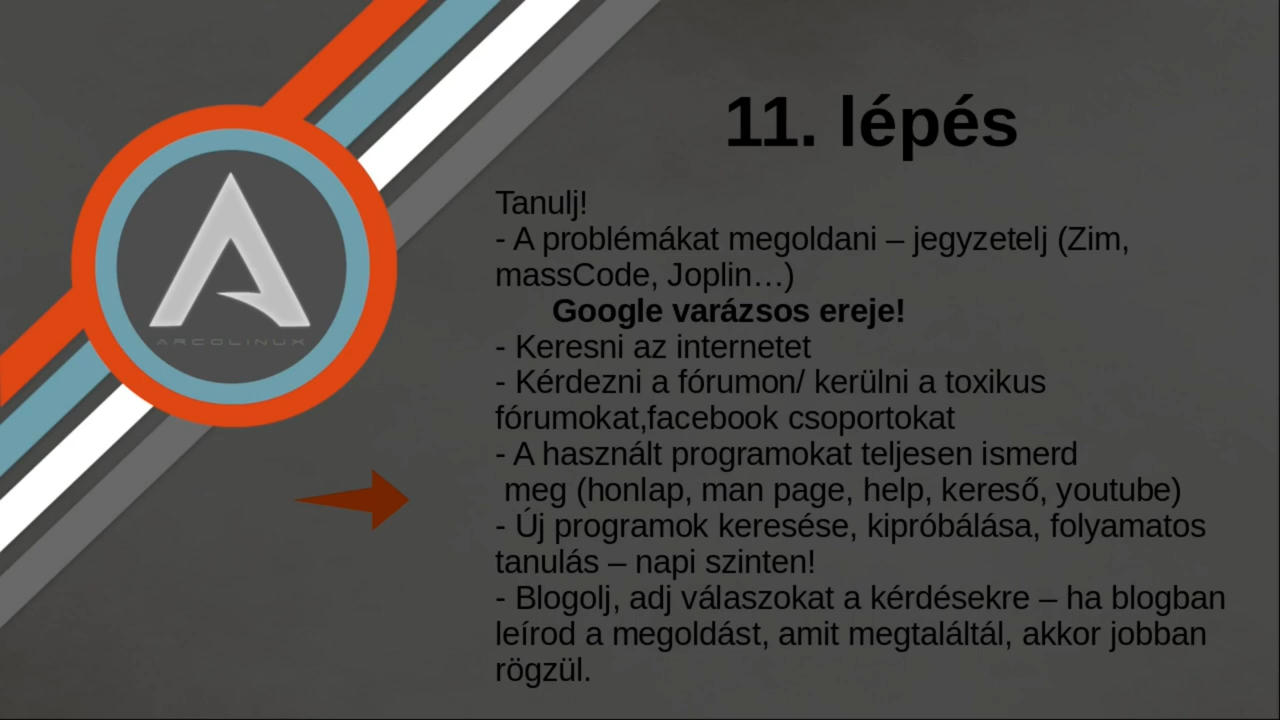 ARCOLINUX
11. lépés
Tanulj!
- A problémákat megoldani – jegyzetelj (Zim,
massCode, Joplin…)
Google varázsos ereje!
- Keresni az internetet
- Kérdezni a fórumon/ kerülni a toxikus
fórumokat,facebook csoportokat
- A használt programokat teljesen ismerd
meg (honlap, man page, help, kereső, youtube)
- Új programok keresése, kipróbálása, folyamatos
tanulás – napi szinten!
- Blogolj, adj válaszokat a kérdésekre – ha blogban
leírod a megoldást, amit megtaláltál, akkor jobban
rögzül.